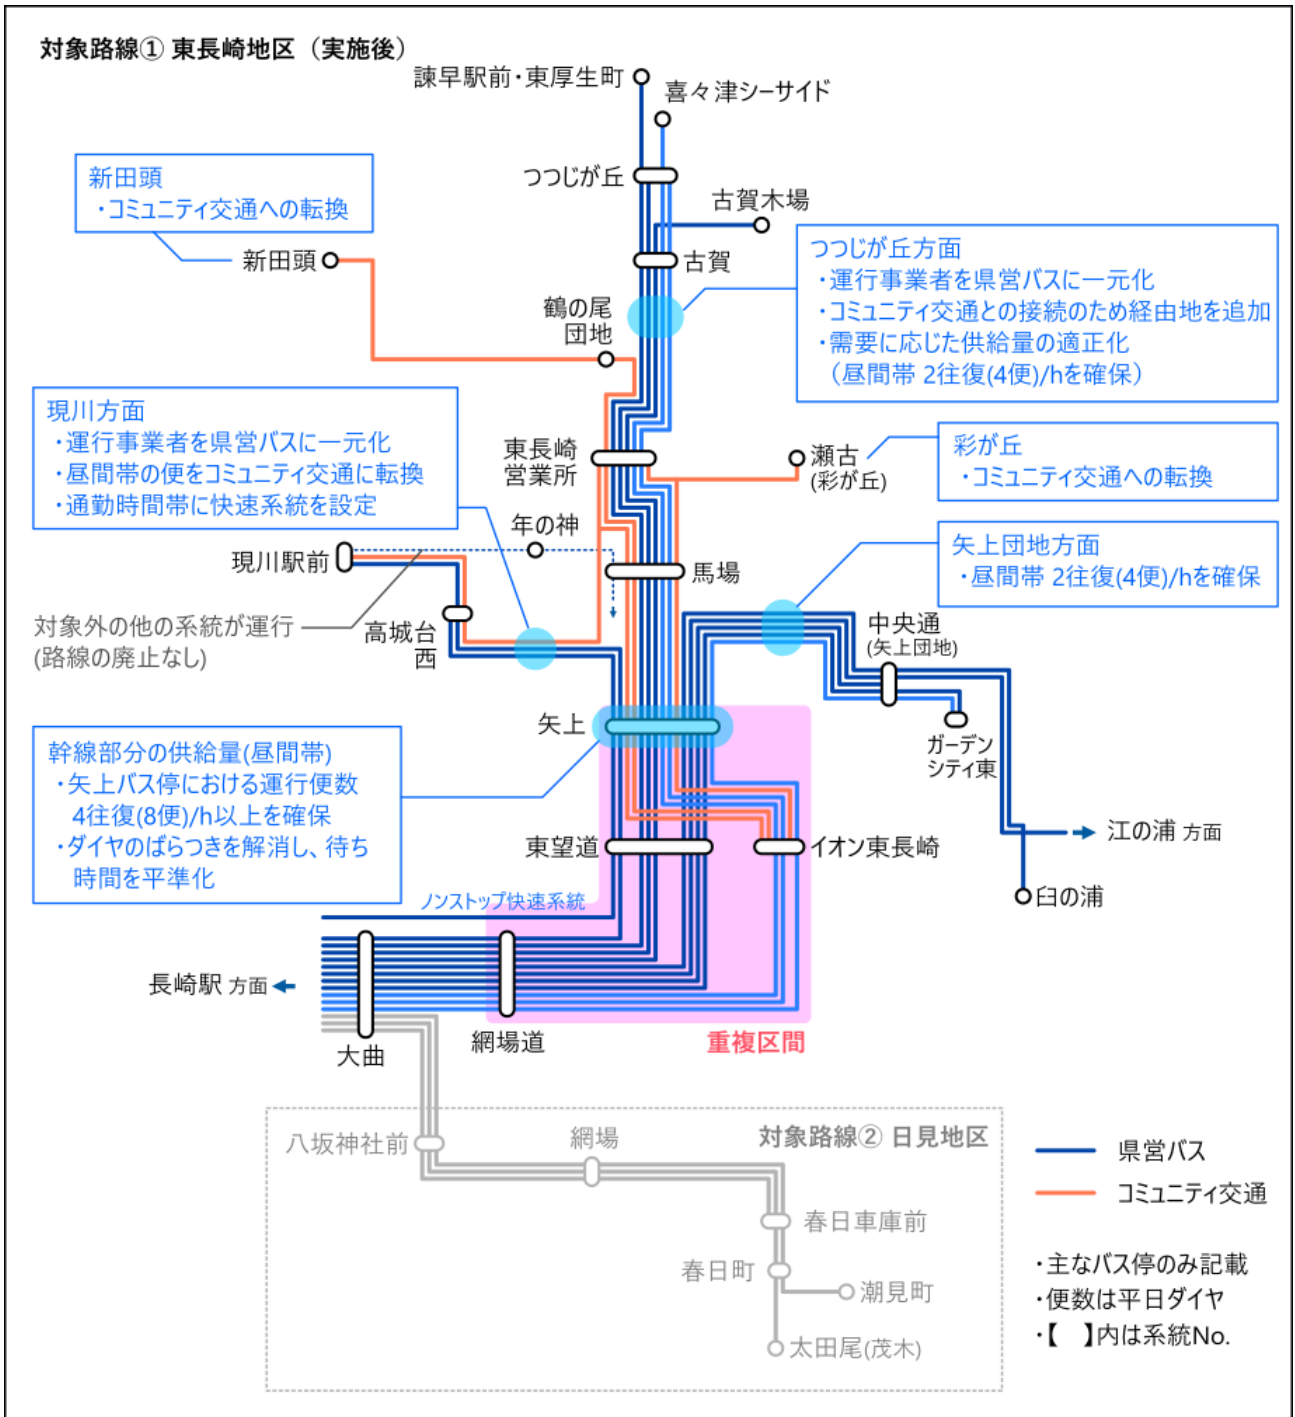 対象路線① 東長崎地区（実施後）
諫早駅前・東厚生町
喜々津シーサイド
つつじが丘
古賀木場
新田頭
・コミュニティ交通への転換
新田頭
古賀
つつじが丘方面
・運行事業者を県営バスに一元化
・コミュニティ交通との接続のため経由地を追加
・需要に応じた供給量の適正化
（昼間帯 2往復(4便)/hを確保）
鶴の尾
団地
現川方面
・運行事業者を県営バスに一元化
・昼間帯の便をコミュニティ交通に転換
・通勤時間帯に快速系統を設定
東長崎
営業所
瀬古
(彩が丘)
彩が丘
・コミュニティ交通への転換
年の神
現川駅前
馬場
矢上団地方面
・昼間帯 2往復(4便)/hを確保
対象外の他の系統が運行
(路線の廃止なし)
高城台
西
中央通
(矢上団地)
矢上
ガーデン
シティ東
幹線部分の供給量(昼間帯)
・矢上バス停における運行便数
4往復(8便)/h以上を確保
・ダイヤのばらつきを解消し、待ち
時間を平準化
東望道
イオン東長崎
江の浦 方面
臼の浦
ノンストップ快速系統
長崎駅 方面
大曲
網場道
重複区間
八坂神社前
網場
対象路線② 日見地区
春日車庫前
春日町
潮見町
太田尾(茂木)
県営バス
コミュニティ交通
・主なバス停のみ記載
・便数は平日ダイヤ
・【　】内は系統No.